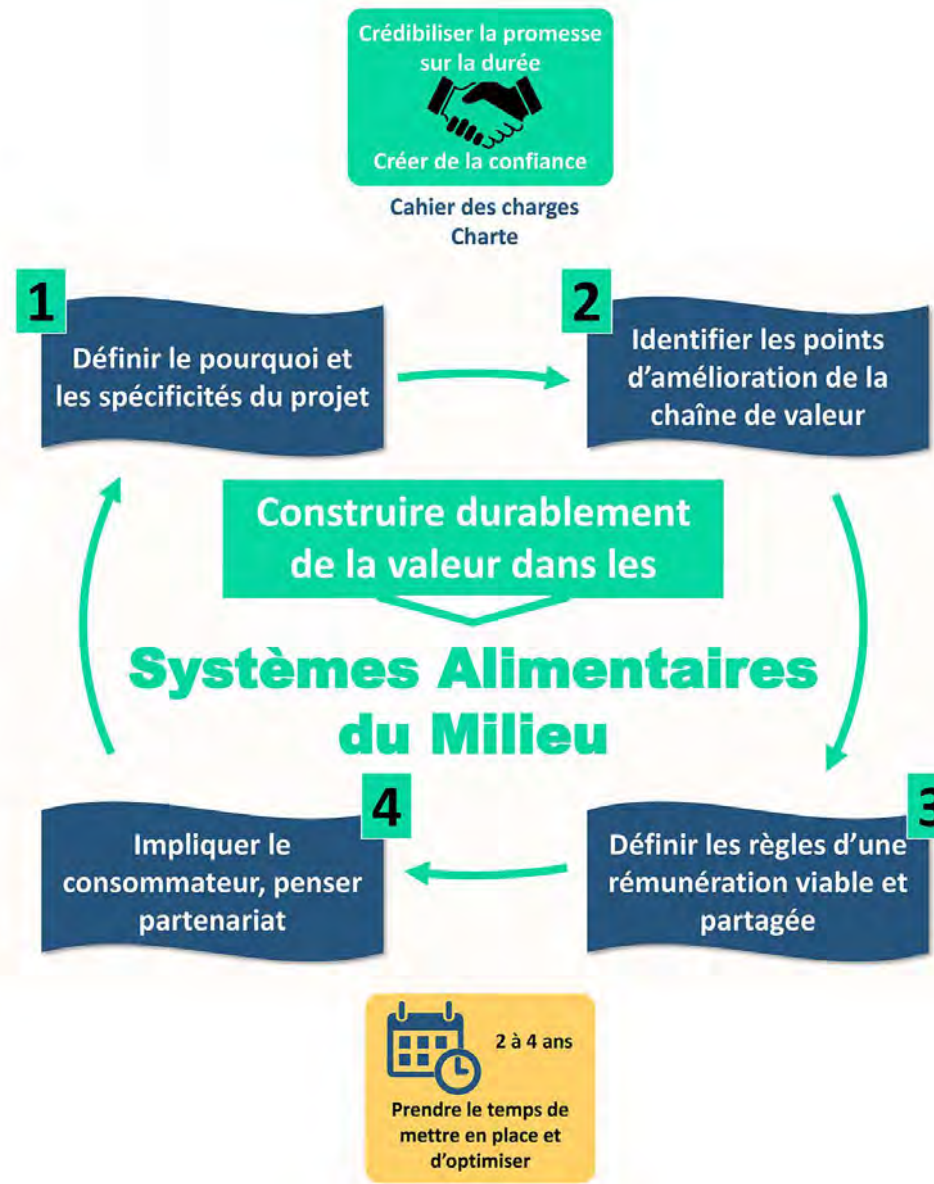 Crédibiliser la promesse
sur la durée
Créer de la confiance
Cahier des charges
Charte
1
Définir le pourquoi et
les spécificités du projet
2
Identifier les points
d'amélioration de la
chaîne de valeur
Construire durablement
de la valeur dans les
Systèmes Alimentaires
du Milieu
4
Impliquer le
consommateur, penser
partenariat
3
Définir les règles d'une
rémunération viable et
partagée
2 à 4 ans
Prendre le temps de
mettre en place et
d'optimiser